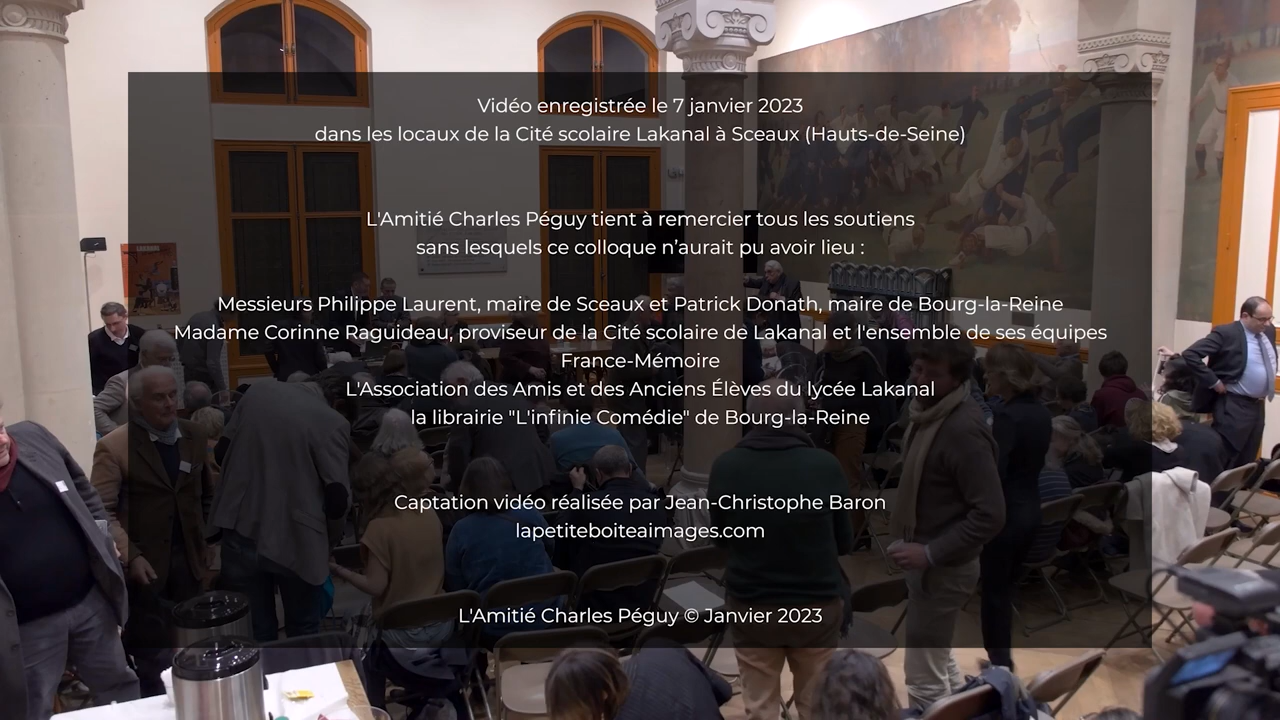 Vidéo enregistrée le 7 janvier 2023
dans les locaux de la Cité scolaire Lakanal à Sceaux (Hauts-de-Seine)
L'Amitié Charles Péguy tient à remercier tous les soutiens
sans lesquels ce colloque n’aurait pu avoir lieu :
Messieurs Philippe Laurent, maire de Sceaux et Patrick Donath, maire de Bourg-la-Reine
Madame Corinne Raguideau, proviseur de la Cité scolaire de Lakanal et l'ensemble de ses équipes
France-Mémoire
L'Association des Amis et des Anciens Élèves du lycée Lakanal
la librairie "L'infinie Comédie" de Bourg-la-Reine
Captation vidéo réalisée par Jean-Christophe Baron
lapetiteboiteaimages.com
L'Amitié Charles Péguy © Janvier 2023
LAKANAL